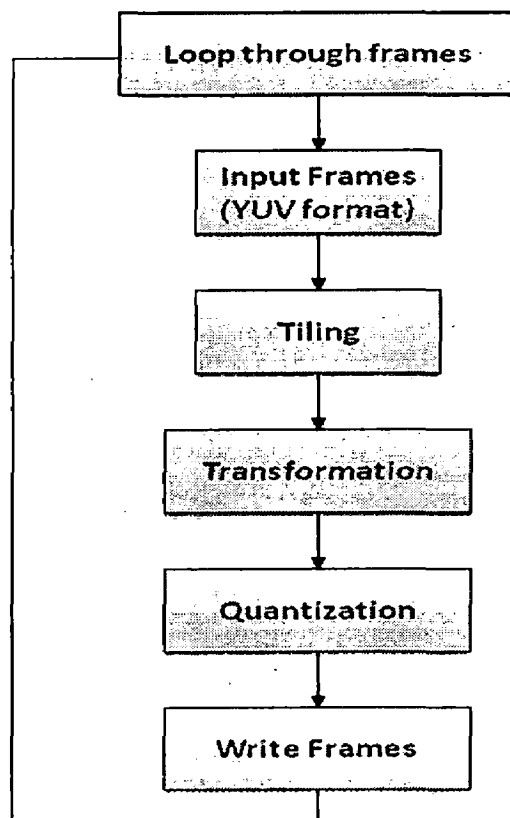 Loop through frames
Input Frames
(YUV format)
Tiling
Transformation
Quantization
Write Frames